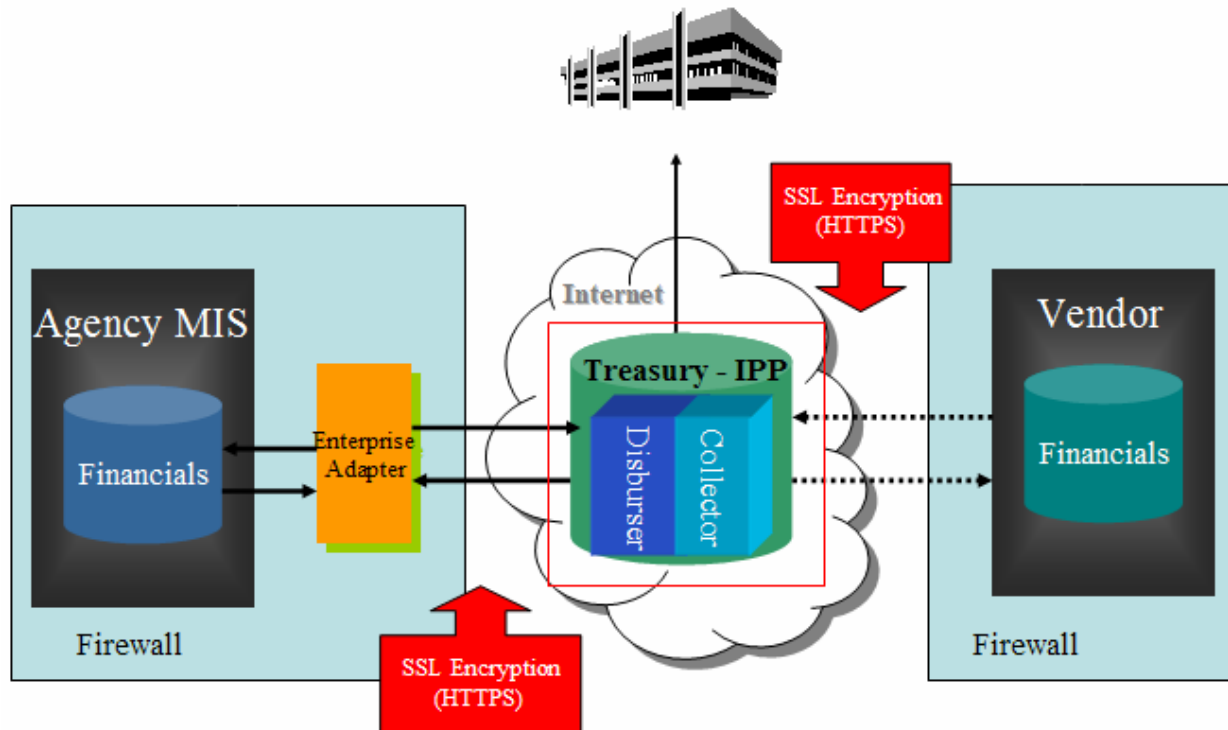 SSL Encryption
(HTTPS)
Internet
Agency MIS
Vendor
Treasury - IPP
Enterprise
Adapter
Disburser
Collector
Financials
Financials
Firewall
Firewall
SSL Encryption
(HTTPS)